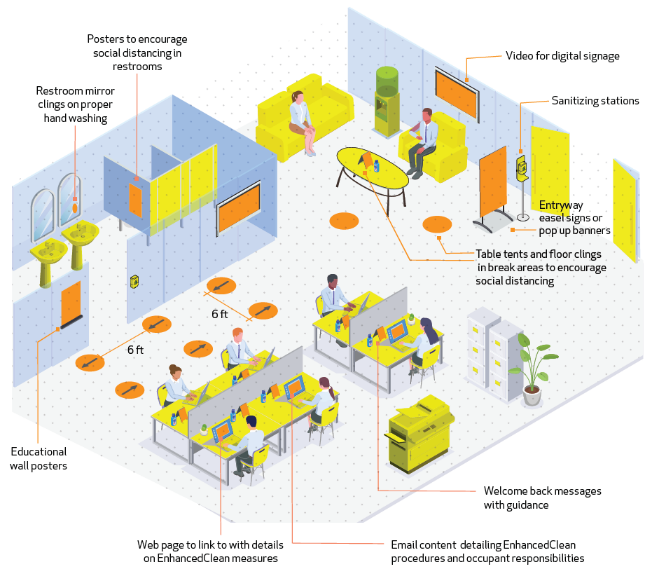 Posters to encourage
social distancing in
restrooms
Video for digital signage
Restroom mirror
clings on proper
hand washing
Sanitizing stations
Entryway
easel signs or
pop up banners
Table tents and floor clings
in break areas to encourage
social distancing
6 ft
6 ft
Educational
wall posters
Welcome back messages
with guidance
Web page to link to with details
on EnhancedClean measures
Email content detailing EnhancedClean
procedures and occupant responsibilities